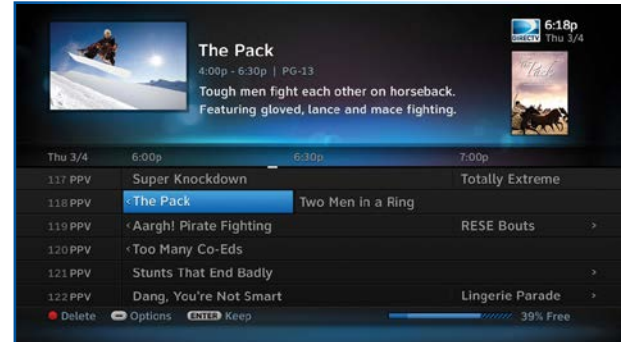 The Pack
4:00p - 6:30p | PG-13
Tough men fight each other on horseback.
Featuring gloved, lance and mace fighting.
DIRECTV
6:18p
Thu 3/4
The Pack
Thu 3/4 6:00p 6:30p 7:00p
117 PPV Super Knockdown Totally Extreme
118 PPV ‹The Pack Two Men in a Ring
119 PPV ‹Aargh! Pirate Fighting RESE Bouts ›
120 PPV ‹Too Many Co-Eds
121 PPV Stunts That End Badly ›
122 PPV Dang, You're Not Smart Lingerie Parade ›
Delete Options ENTER Keep 39% Free